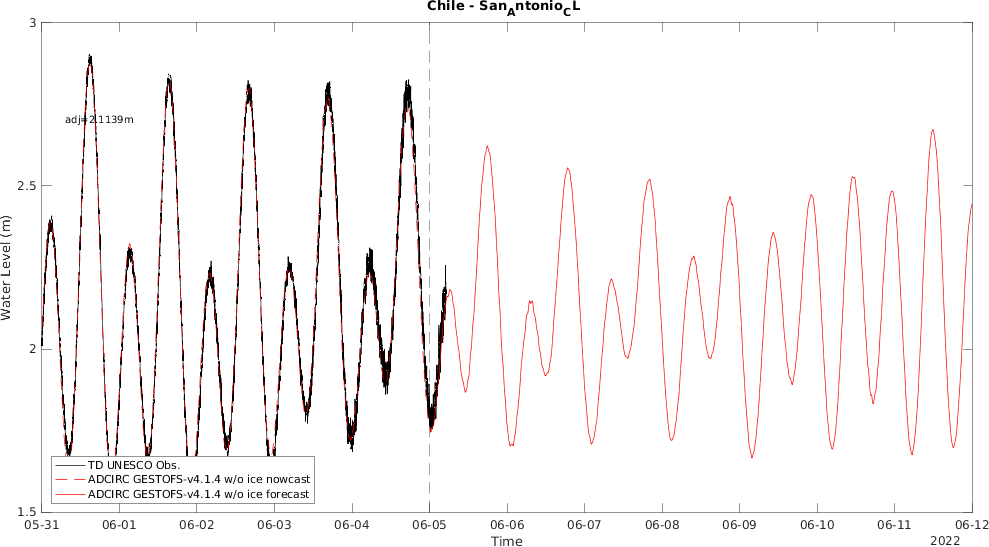 Chile - SanAntonioCL
3
2.5
2
1.5
Water Level (m)
adj=2.1139m
TD UNESCO Obs.
ADCIRC GESTOFS-v4.1.4 w/o ice nowcast
ADCIRC GESTOFS-v4.1.4 w/o ice forecast
05-31 06-01 06-02 06-03 06-04 06-05 06-06 06-07 06-08 06-09 06-10 06-11 06-12
Time
2022